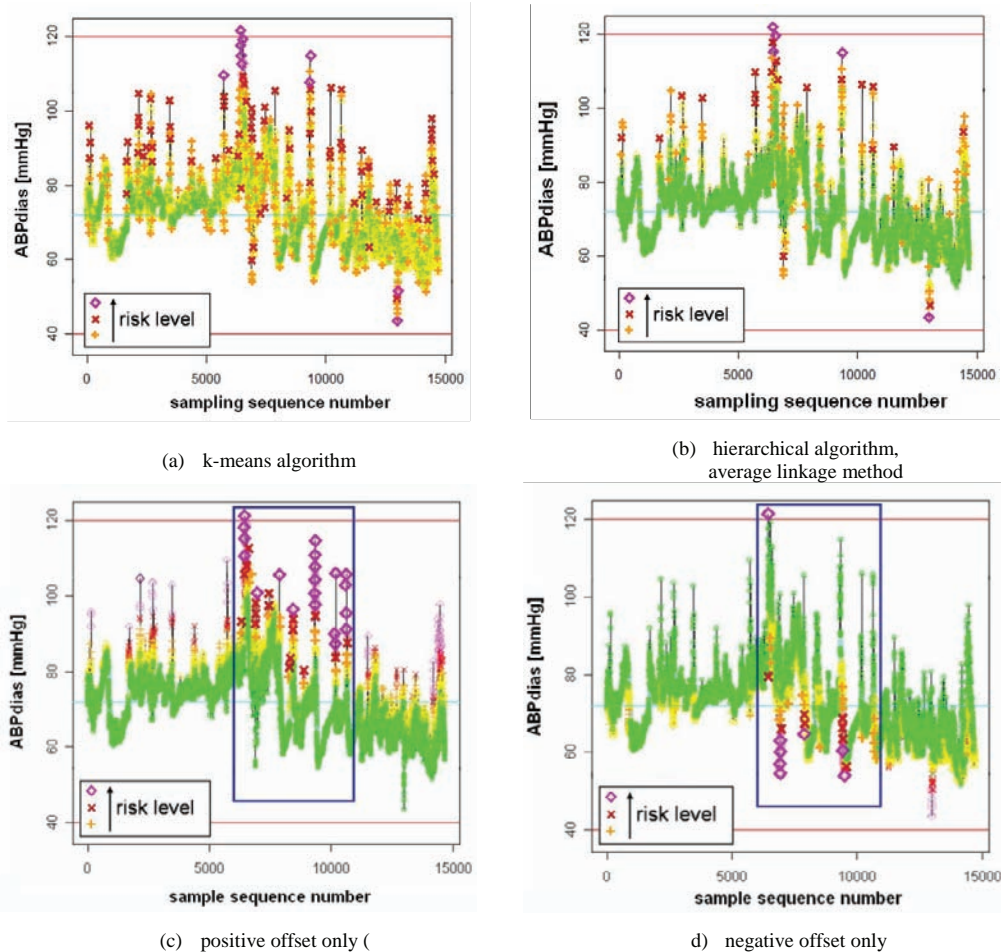 120
100
80
60
40
ABPdias [mmHg]
risk level
0 5000 10000 15000
sampling sequence number
(a) k-means algorithm
120
100
80
60
40
ABPdias [mmHg]
risk level
0 5000 10000 15000
sampling sequence number
(b) hierarchical algorithm,
average linkage method
120
100
80
60
40
ABPdias [mmHg]
risk level
0 5000 10000 15000
sample sequence number
(c) positive offset only (
120
100
80
60
40
ABPdias [mmHg]
risk level
0 5000 10000 15000
sample sequence number
d) negative offset only